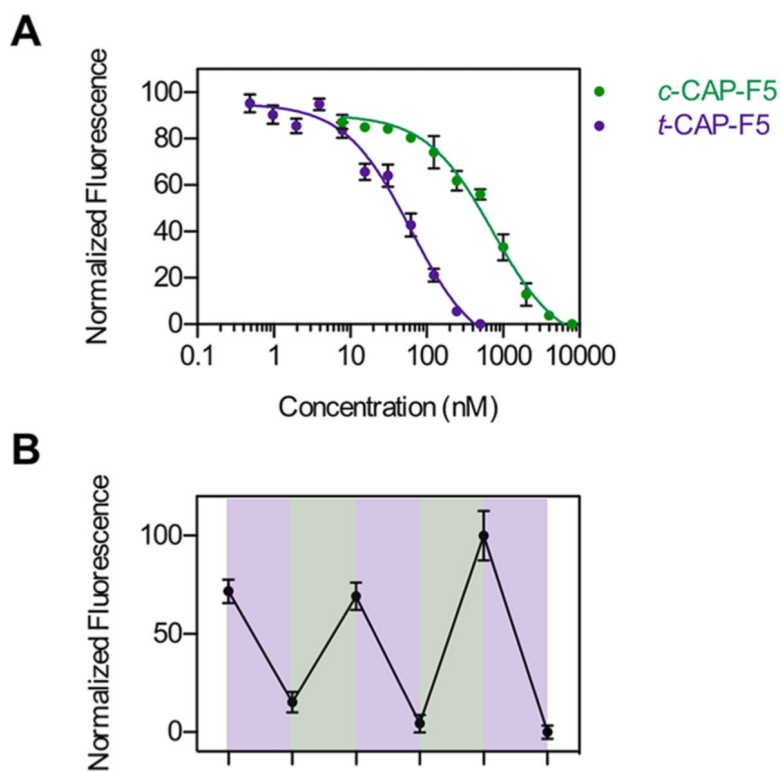 A
Normalized Fluorescence
100
80
60
40
20
0
0.1 1 10 100 1000 10000
Concentration (nM)
c-CAP-F5
t-CAP-F5
B
Normalized Fluorescence
100
50
0